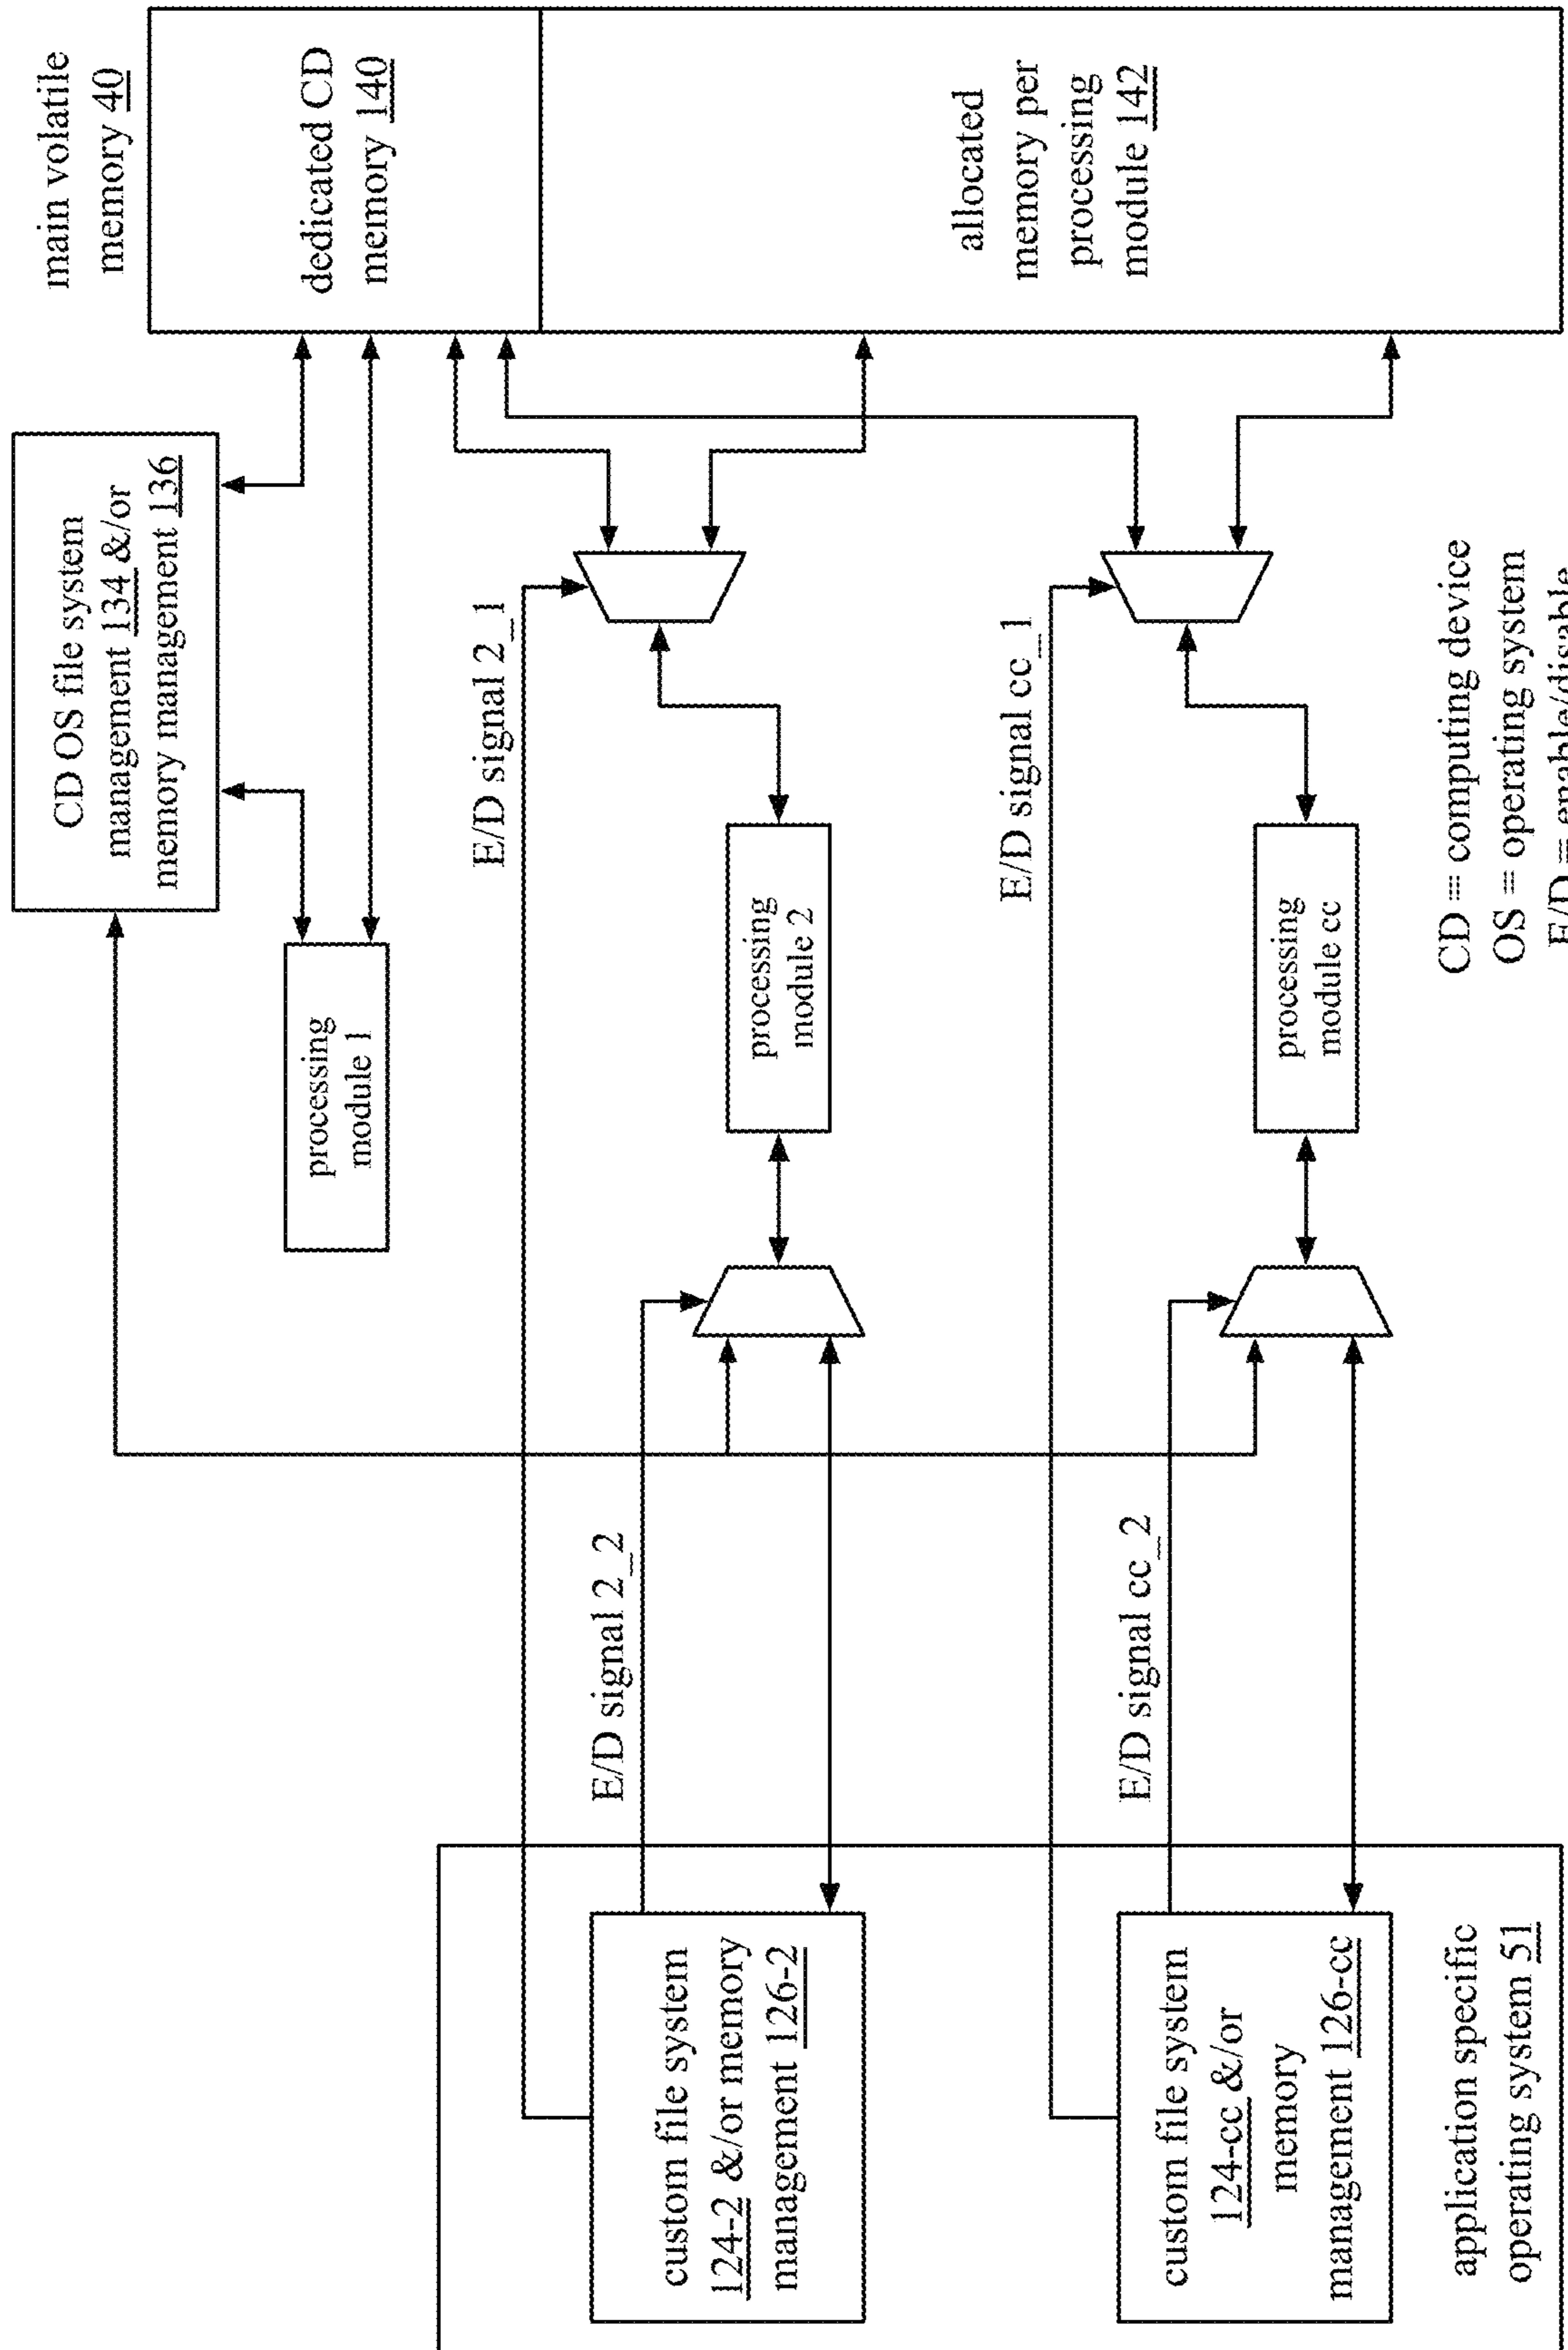 main volatile
memory 40
dedicated CD
memory 140
allocated
memory per
processing
module 142
CD OS file system
management 134 &/or
memory management 136
processing
module 1
E/D signal 2_1
processing
module 2
E/D signal cc_1
processing
module cc
CD ≡ computing device
OS ≡ operating system
E/D ≡ enable/disable
E/D signal 2_2
E/D signal cc_2
custom file system
124-2 &/or memory
management 126-2
custom file system
124-cc &/or
memory
management 126-cc
application specific
operating system 51